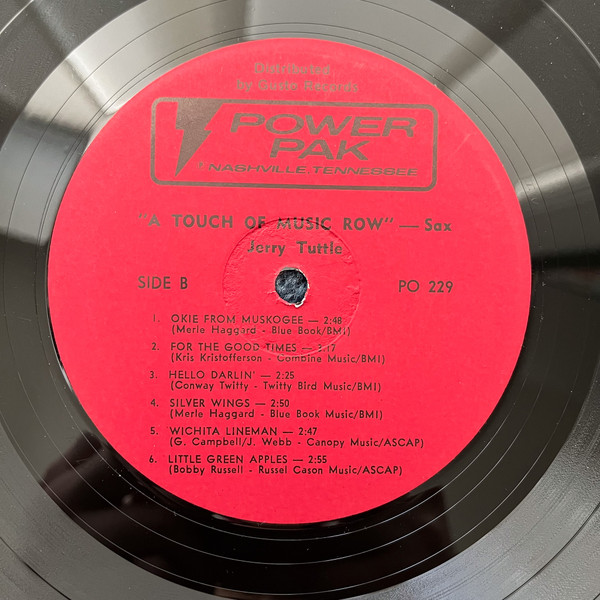 Distributed
by Gusto Records
POWER
PAK
NASHVILLE, TENNESSEE
"A TOUCH OF MUSIC ROW" — Sax
Jerry Tuttle
SIDE B PO 229
1. OKIE FROM MUSKOGEE — 2:48
(Merle Haggard - Blue Book/BMI)
2. FOR THE GOOD TIMES — 3:17
(Kris Kristofferson - Combine Music/BMI)
3. HELLO DARLIN' — 2:25
(Conway Twitty - Twitty Bird Music/BMI)
4. SILVER WINGS — 2:50
(Merle Haggard - Blue Book Music/BMI)
5. WICHITA LINEMAN — 2:47
(G. Campbell/J. Webb - Canopy Music/ASCAP)
6. LITTLE GREEN APPLES — 2:55
(Bobby Russell - Russel Cason Music/ASCAP)